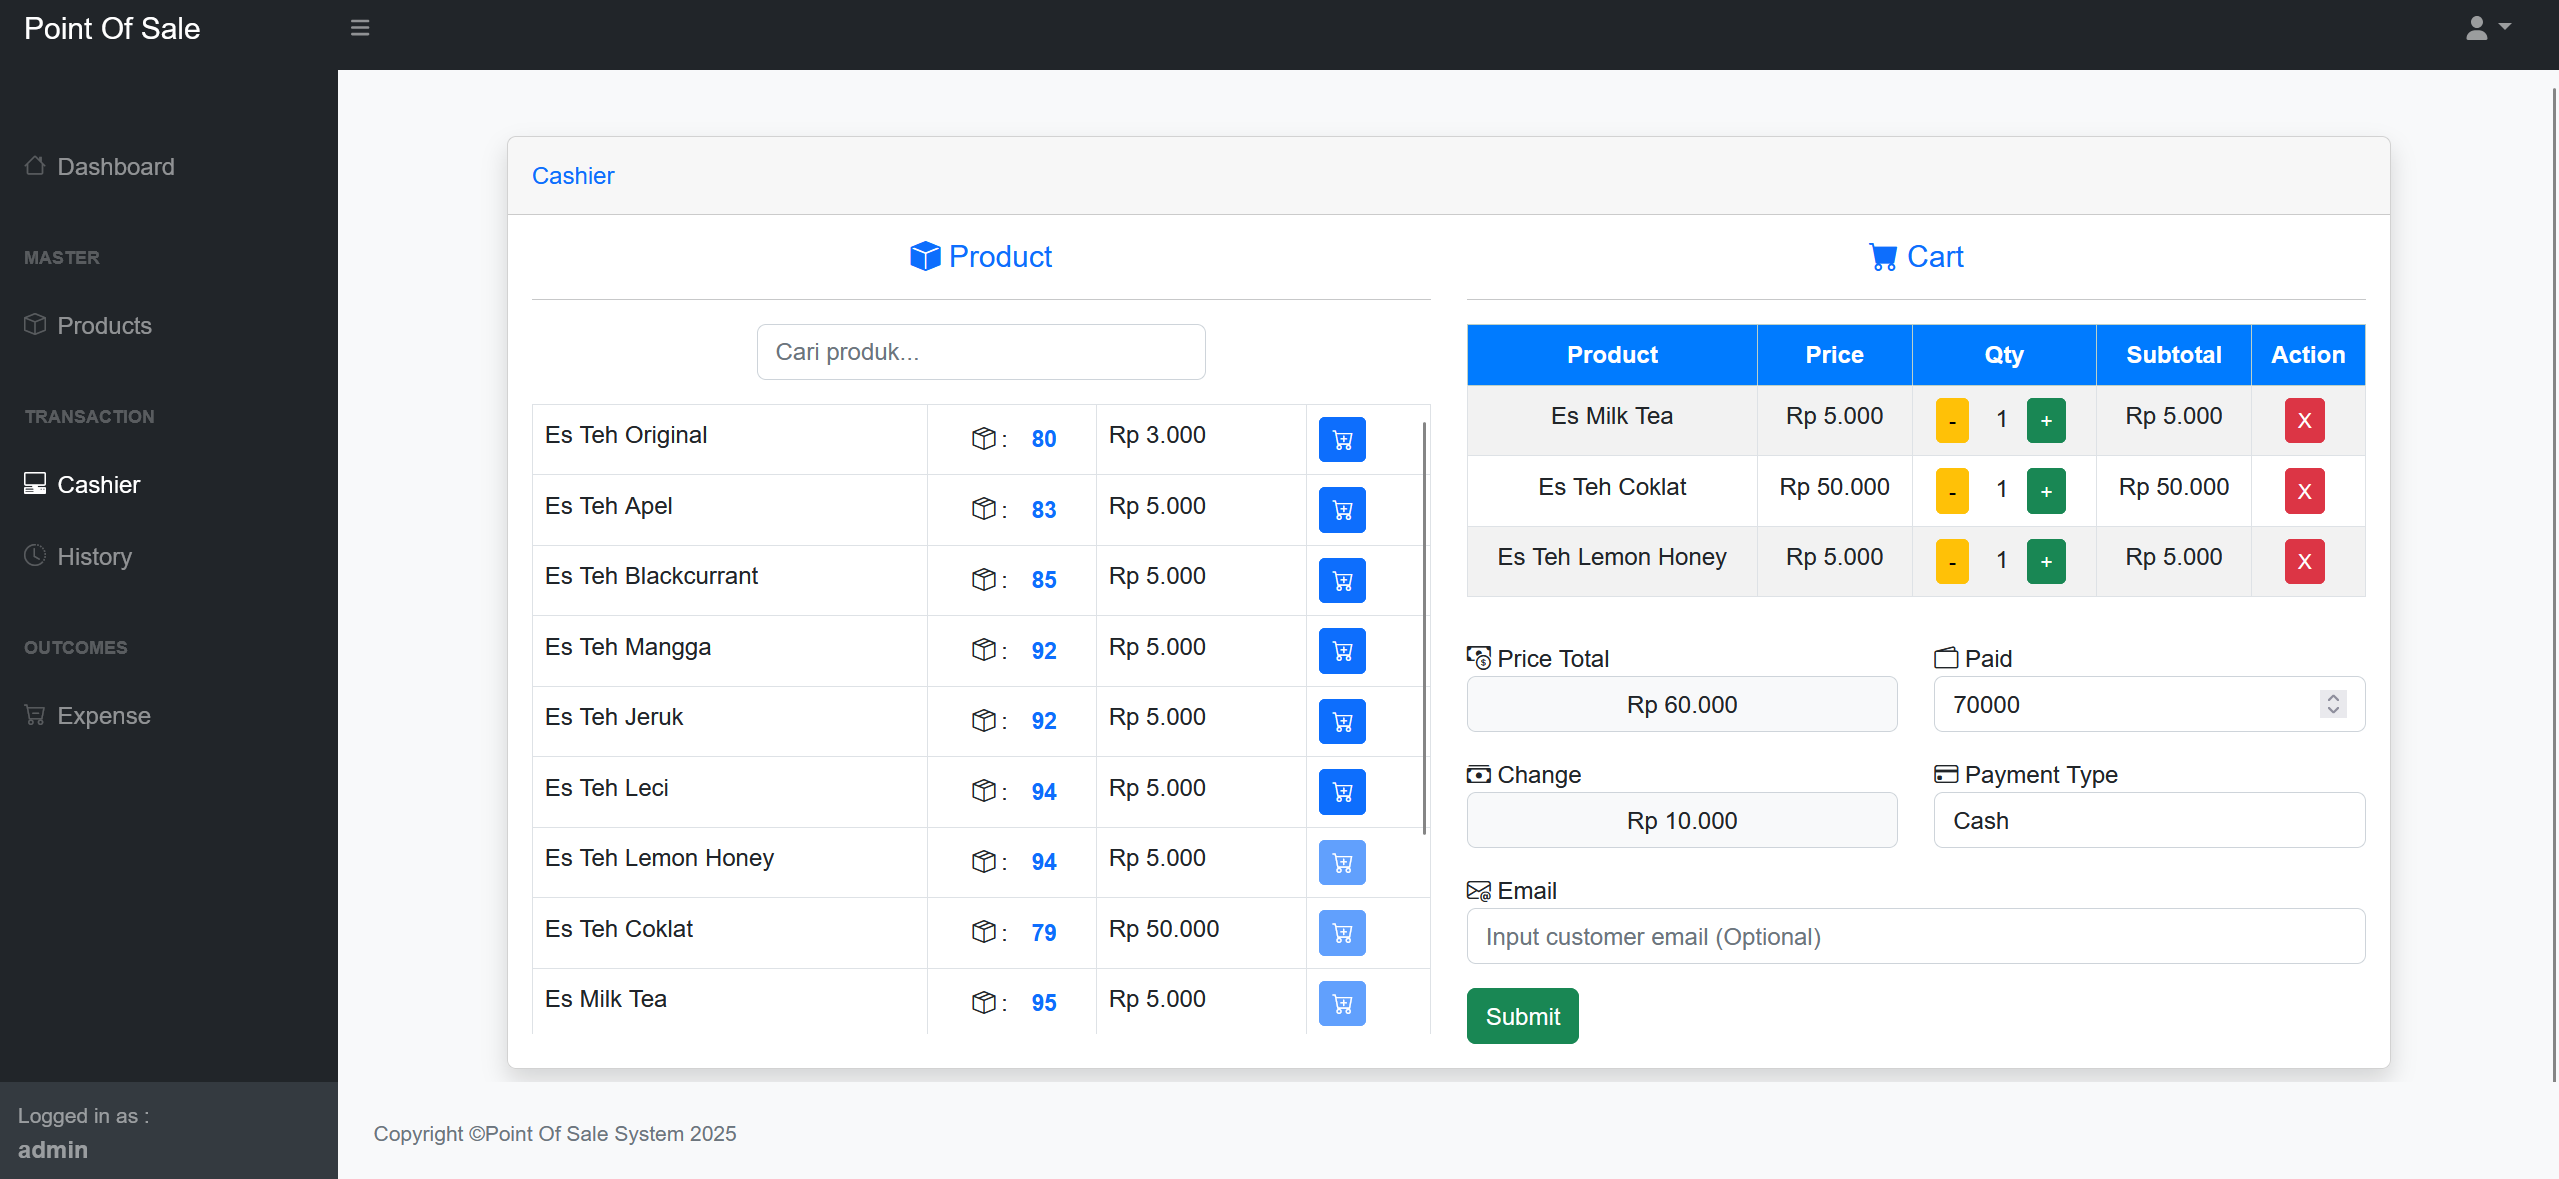 Point Of Sale
Dashboard
MASTER
Products
TRANSACTION
Cashier
History
OUTCOMES
Expense
Logged in as :
admin
Cashier
Product
Cari produk...
Es Teh Original : 80 Rp 3.000
Es Teh Apel : 83 Rp 5.000
Es Teh Blackcurrant : 85 Rp 5.000
Es Teh Mangga : 92 Rp 5.000
Es Teh Jeruk : 92 Rp 5.000
Es Teh Leci : 94 Rp 5.000
Es Teh Lemon Honey : 94 Rp 5.000
Es Teh Coklat : 79 Rp 50.000
Es Milk Tea : 95 Rp 5.000
Cart
Product Price Qty Subtotal Action
Es Milk Tea Rp 5.000 - 1 + Rp 5.000 X
Es Teh Coklat Rp 50.000 - 1 + Rp 50.000 X
Es Teh Lemon Honey Rp 5.000 - 1 + Rp 5.000 X
Price Total
Rp 60.000
Paid
70000
Change
Rp 10.000
Payment Type
Cash
Email
Input customer email (Optional)
Submit
Copyright ©Point Of Sale System 2025